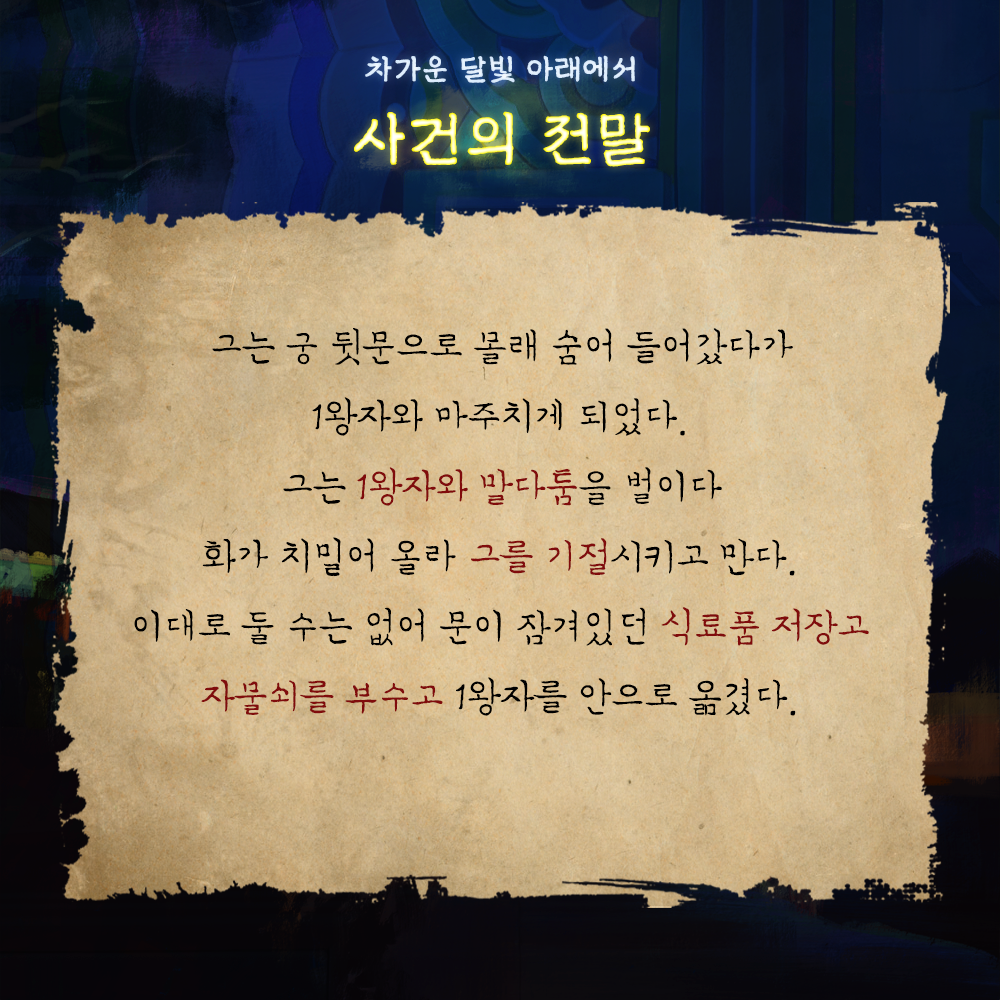 차가운 달빛 아래에서
사건의 전말
그는 궁 뒷문으로 몰래 숨어 들어갔다가
1왕자와 마주치게 되었다.
그는 1왕자와 말다툼을 벌이다
화가 치밀어 올라 그를 기절시키고 만다.
이대로 둘 수는 없어 문이 잠겨있던 식료품 저장고
자물쇠를 부수고 1왕자를 안으로 옮겼다.